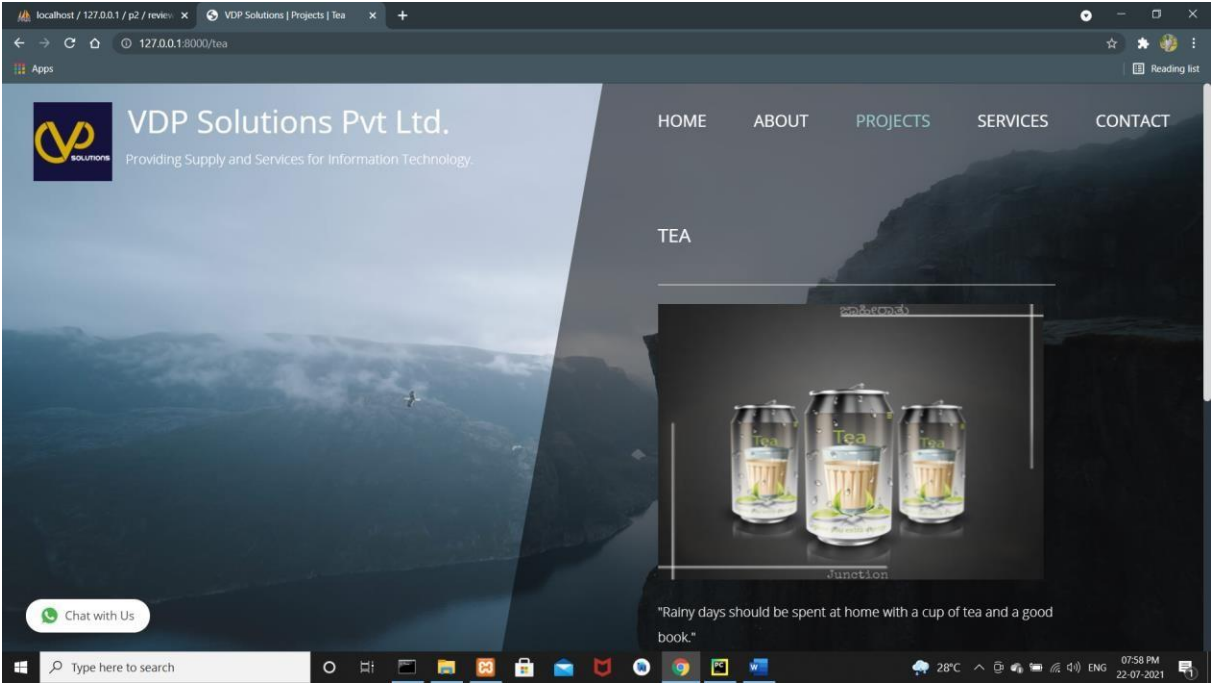 localhost / 127.0.0.1 / p2 / review
VDP Solutions | Projects | Tea
127.0.0.1:8000/tea
Apps
Reading list
VP
SOLUTIONS
VDP Solutions Pvt Ltd.
Providing Supply and Services for Information Technology.
HOME ABOUT PROJECTS SERVICES CONTACT
TEA
ಜಾಹೀರಾತು
Tea Tea Tea
Junction
"Rainy days should be spent at home with a cup of tea and a good
book."
Chat with Us
Type here to search
28°C ENG 07:58 PM
22-07-2021